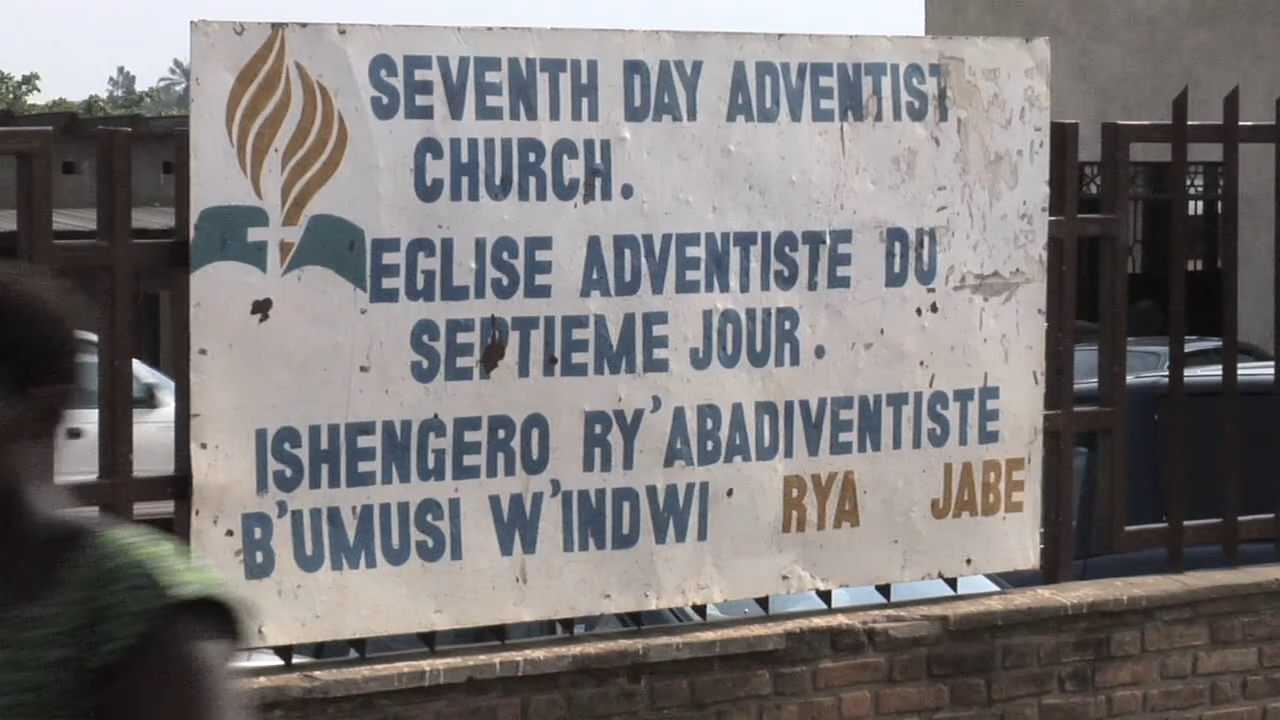 SEVENTH DAY ADVENTIST
CHURCH.
EGLISE ADVENTISTE DU
SEPTIEME JOUR.
ISHENGERO RY'ABADIVENTISTE
B'UMUSI W'INDWI RYA JABE